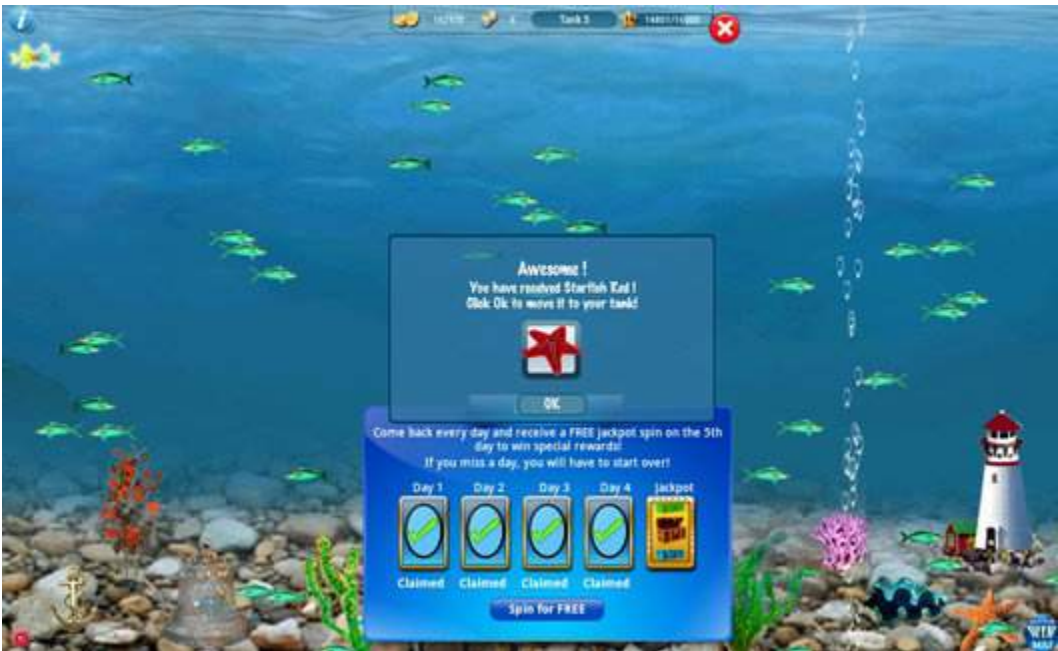 Tank 3
Awesome !
You have received Starfish Red !
Click Ok to move it to your tank!
OK
Come back every day and receive a FREE jackpot spin on the 5th
day to win special rewards!
If you miss a day, you will have to start over!
Day 1 Day 2 Day 3 Day 4 Jackpot
Claimed Claimed Claimed Claimed
Spin for FREE
WIN